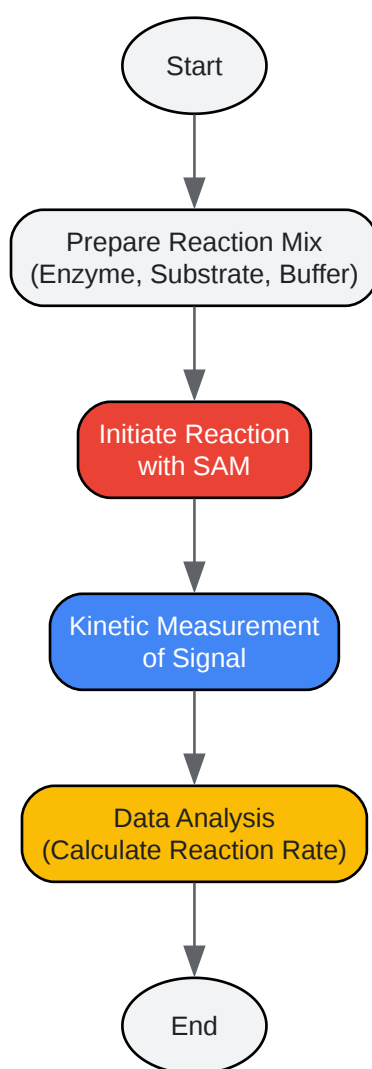 Start
Prepare Reaction Mix
(Enzyme, Substrate, Buffer)
Initiate Reaction
with SAM
Kinetic Measurement
of Signal
Data Analysis
(Calculate Reaction Rate)
End